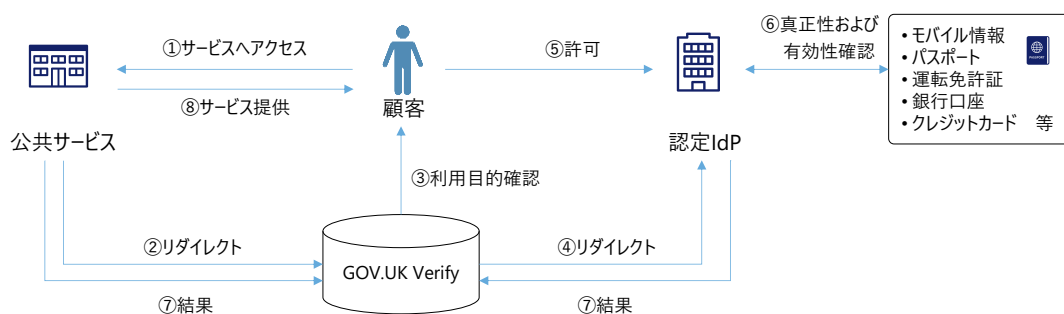 ①サービスへアクセス
⑧サービス提供
公共サービス
顧客
⑤許可
認定IdP
⑥真正性および
有効性確認
• モバイル情報
• パスポート
• 運転免許証
• 銀行口座
• クレジットカード 等
PASSPORT
③利用目的確認
②リダイレクト
④リダイレクト
GOV.UK Verify
⑦結果
⑦結果